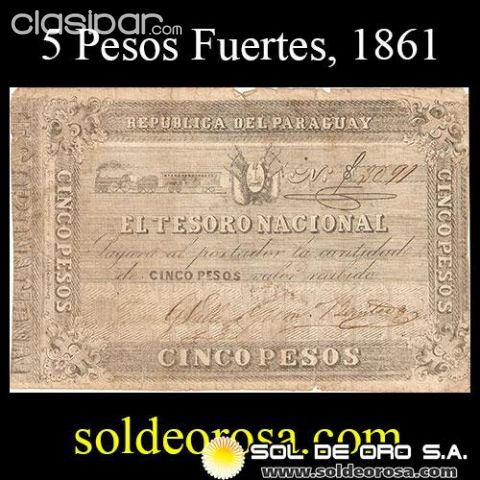 clasipar.com
5 Pesos Fuertes, 1861
REPUBLICA DEL PARAGUAY
CINCO PESOS
CINCO PESOS
No.
EL TESORO NACIONAL
pagará al portador la cantidad
de CINCO PESOS valor recibido
CINCO PESOS
soldeorosa.com
SOL DE ORO S.A.
www.soldeorosa.com